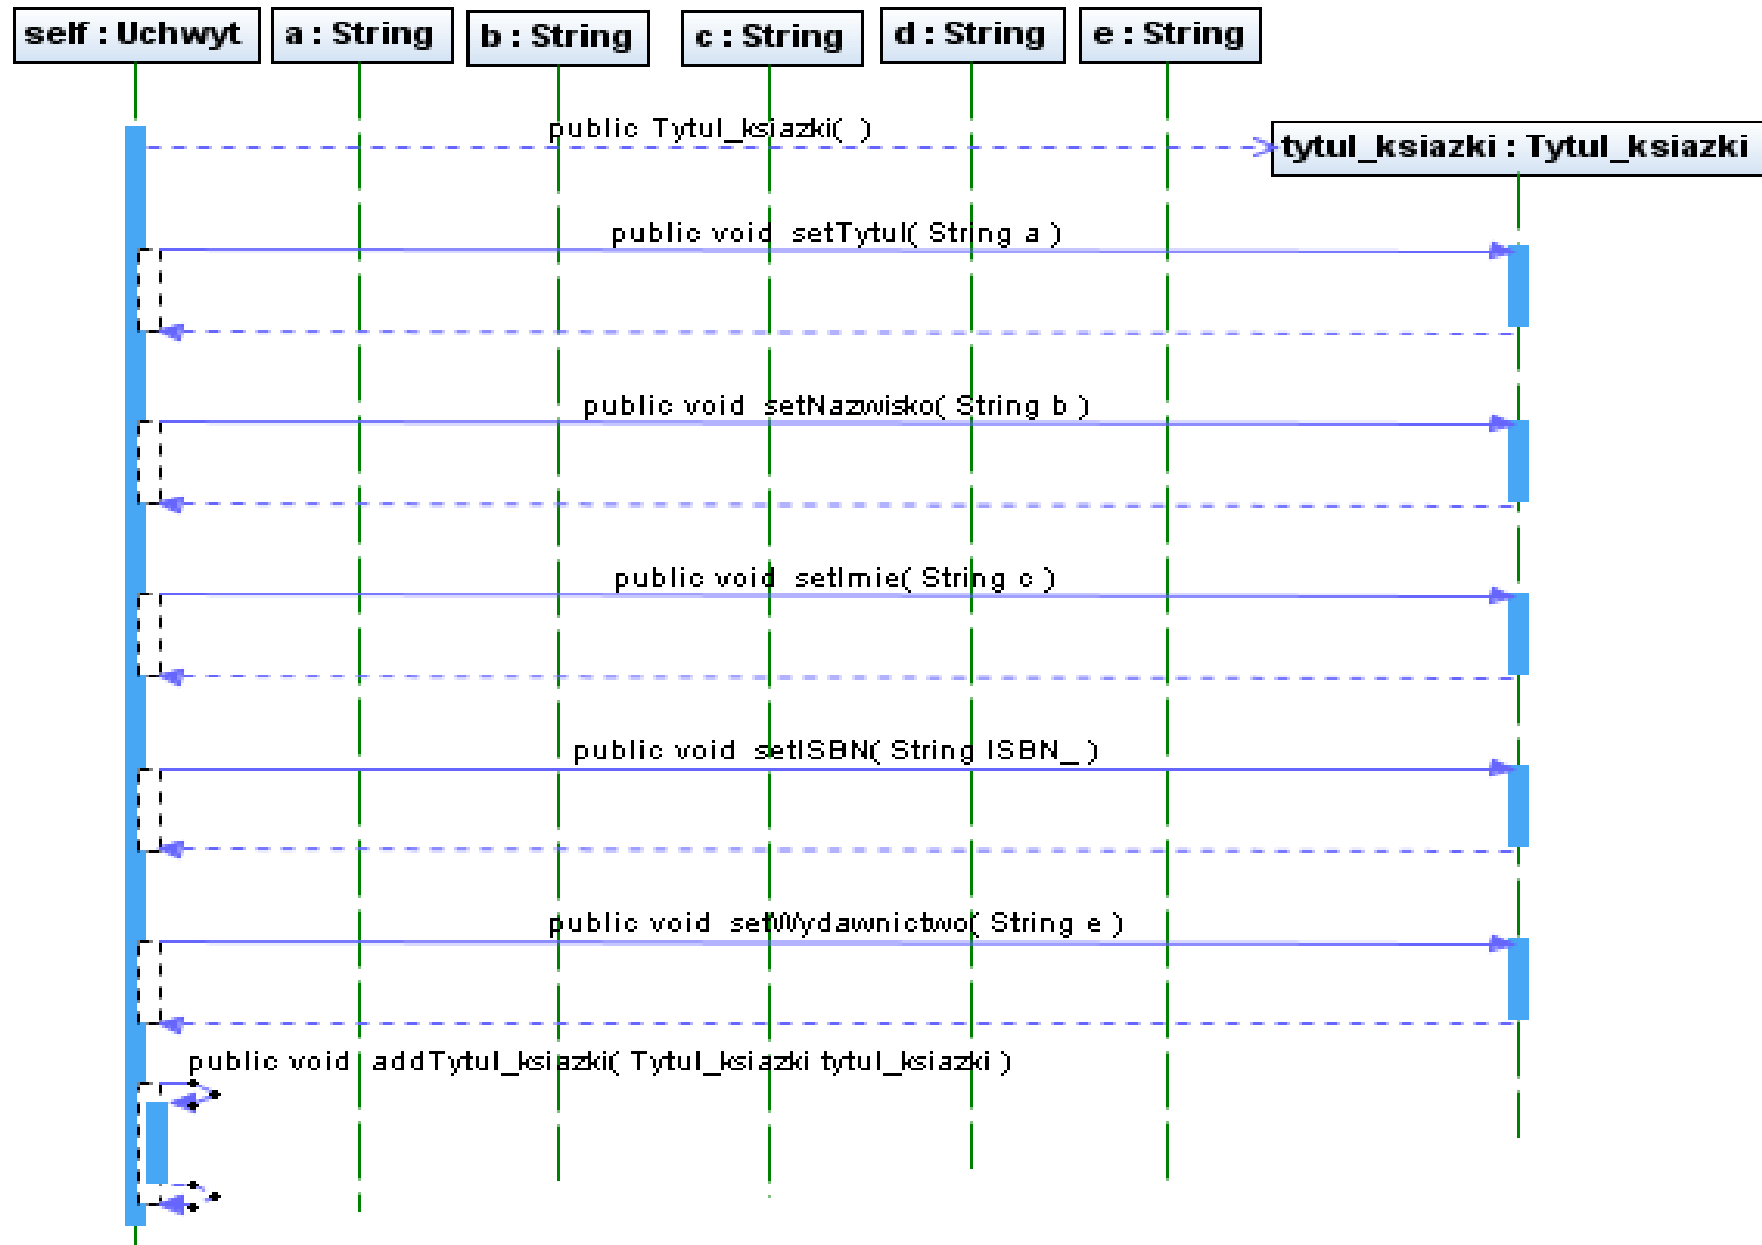 self : Uchwyt
a : String
b : String
c : String
d : String
e : String
public Tytul_ksiazki( )
tytul_ksiazki : Tytul_ksiazki
public void setTytul( String a )
public void setNazwisko( String b )
public void setImie( String c )
public void setISBN( String ISBN_ )
public void setWydawnictwo( String e )
public void addTytul_ksiazki( Tytul_ksiazki tytul_ksiazki )